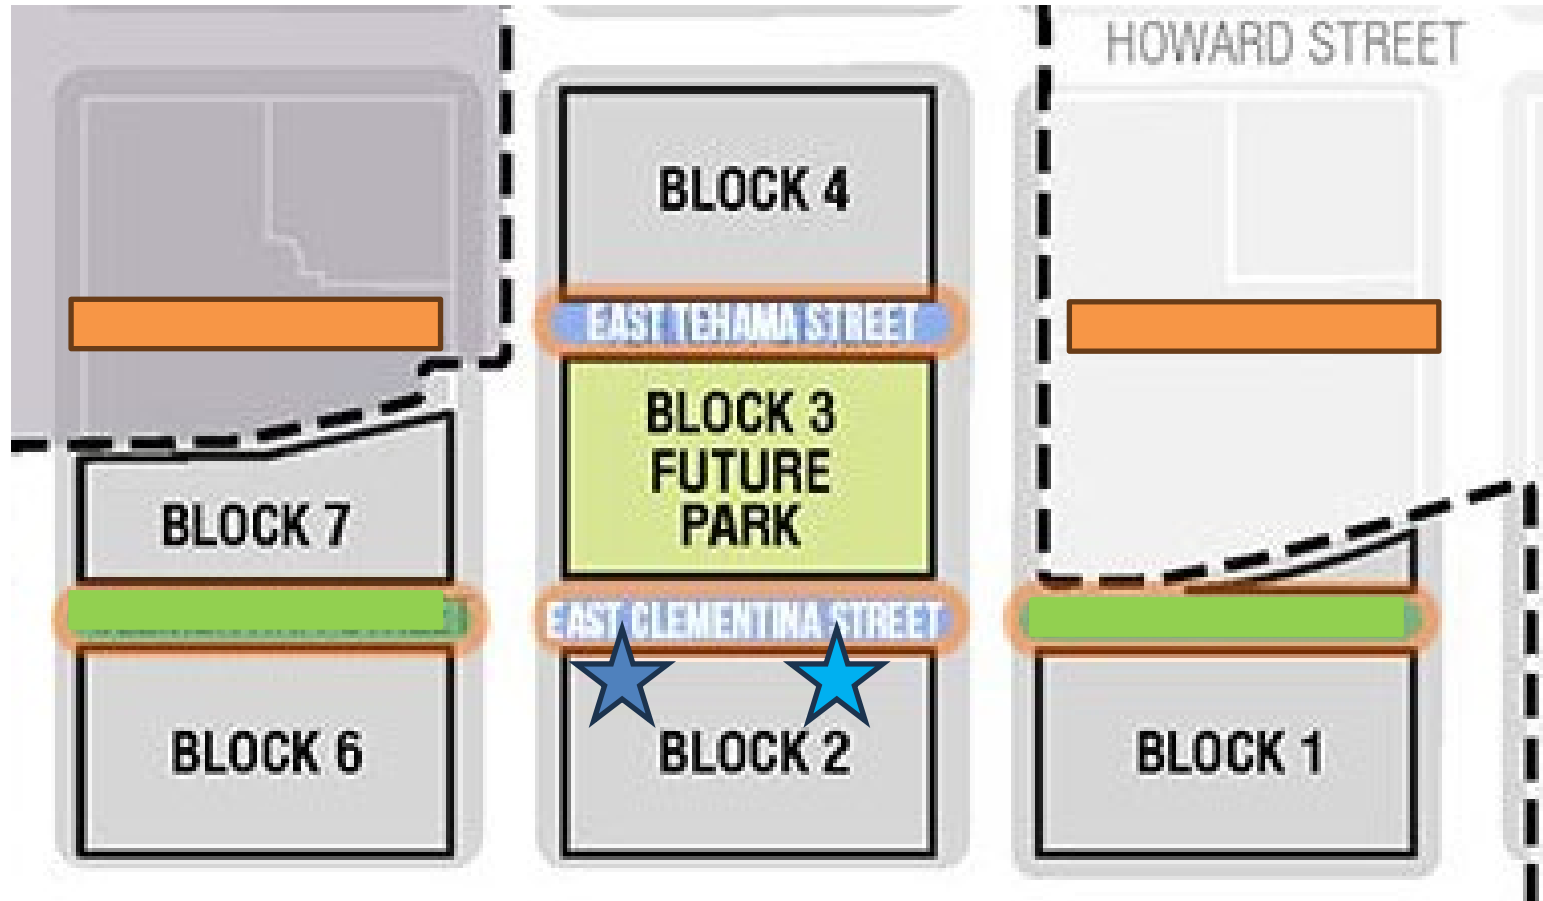 HOWARD STREET
BLOCK 4
EAST TEHAMA STREET
BLOCK 3
FUTURE
PARK
BLOCK 7
EAST CLEMENTINA STREET
BLOCK 6
BLOCK 2
BLOCK 1